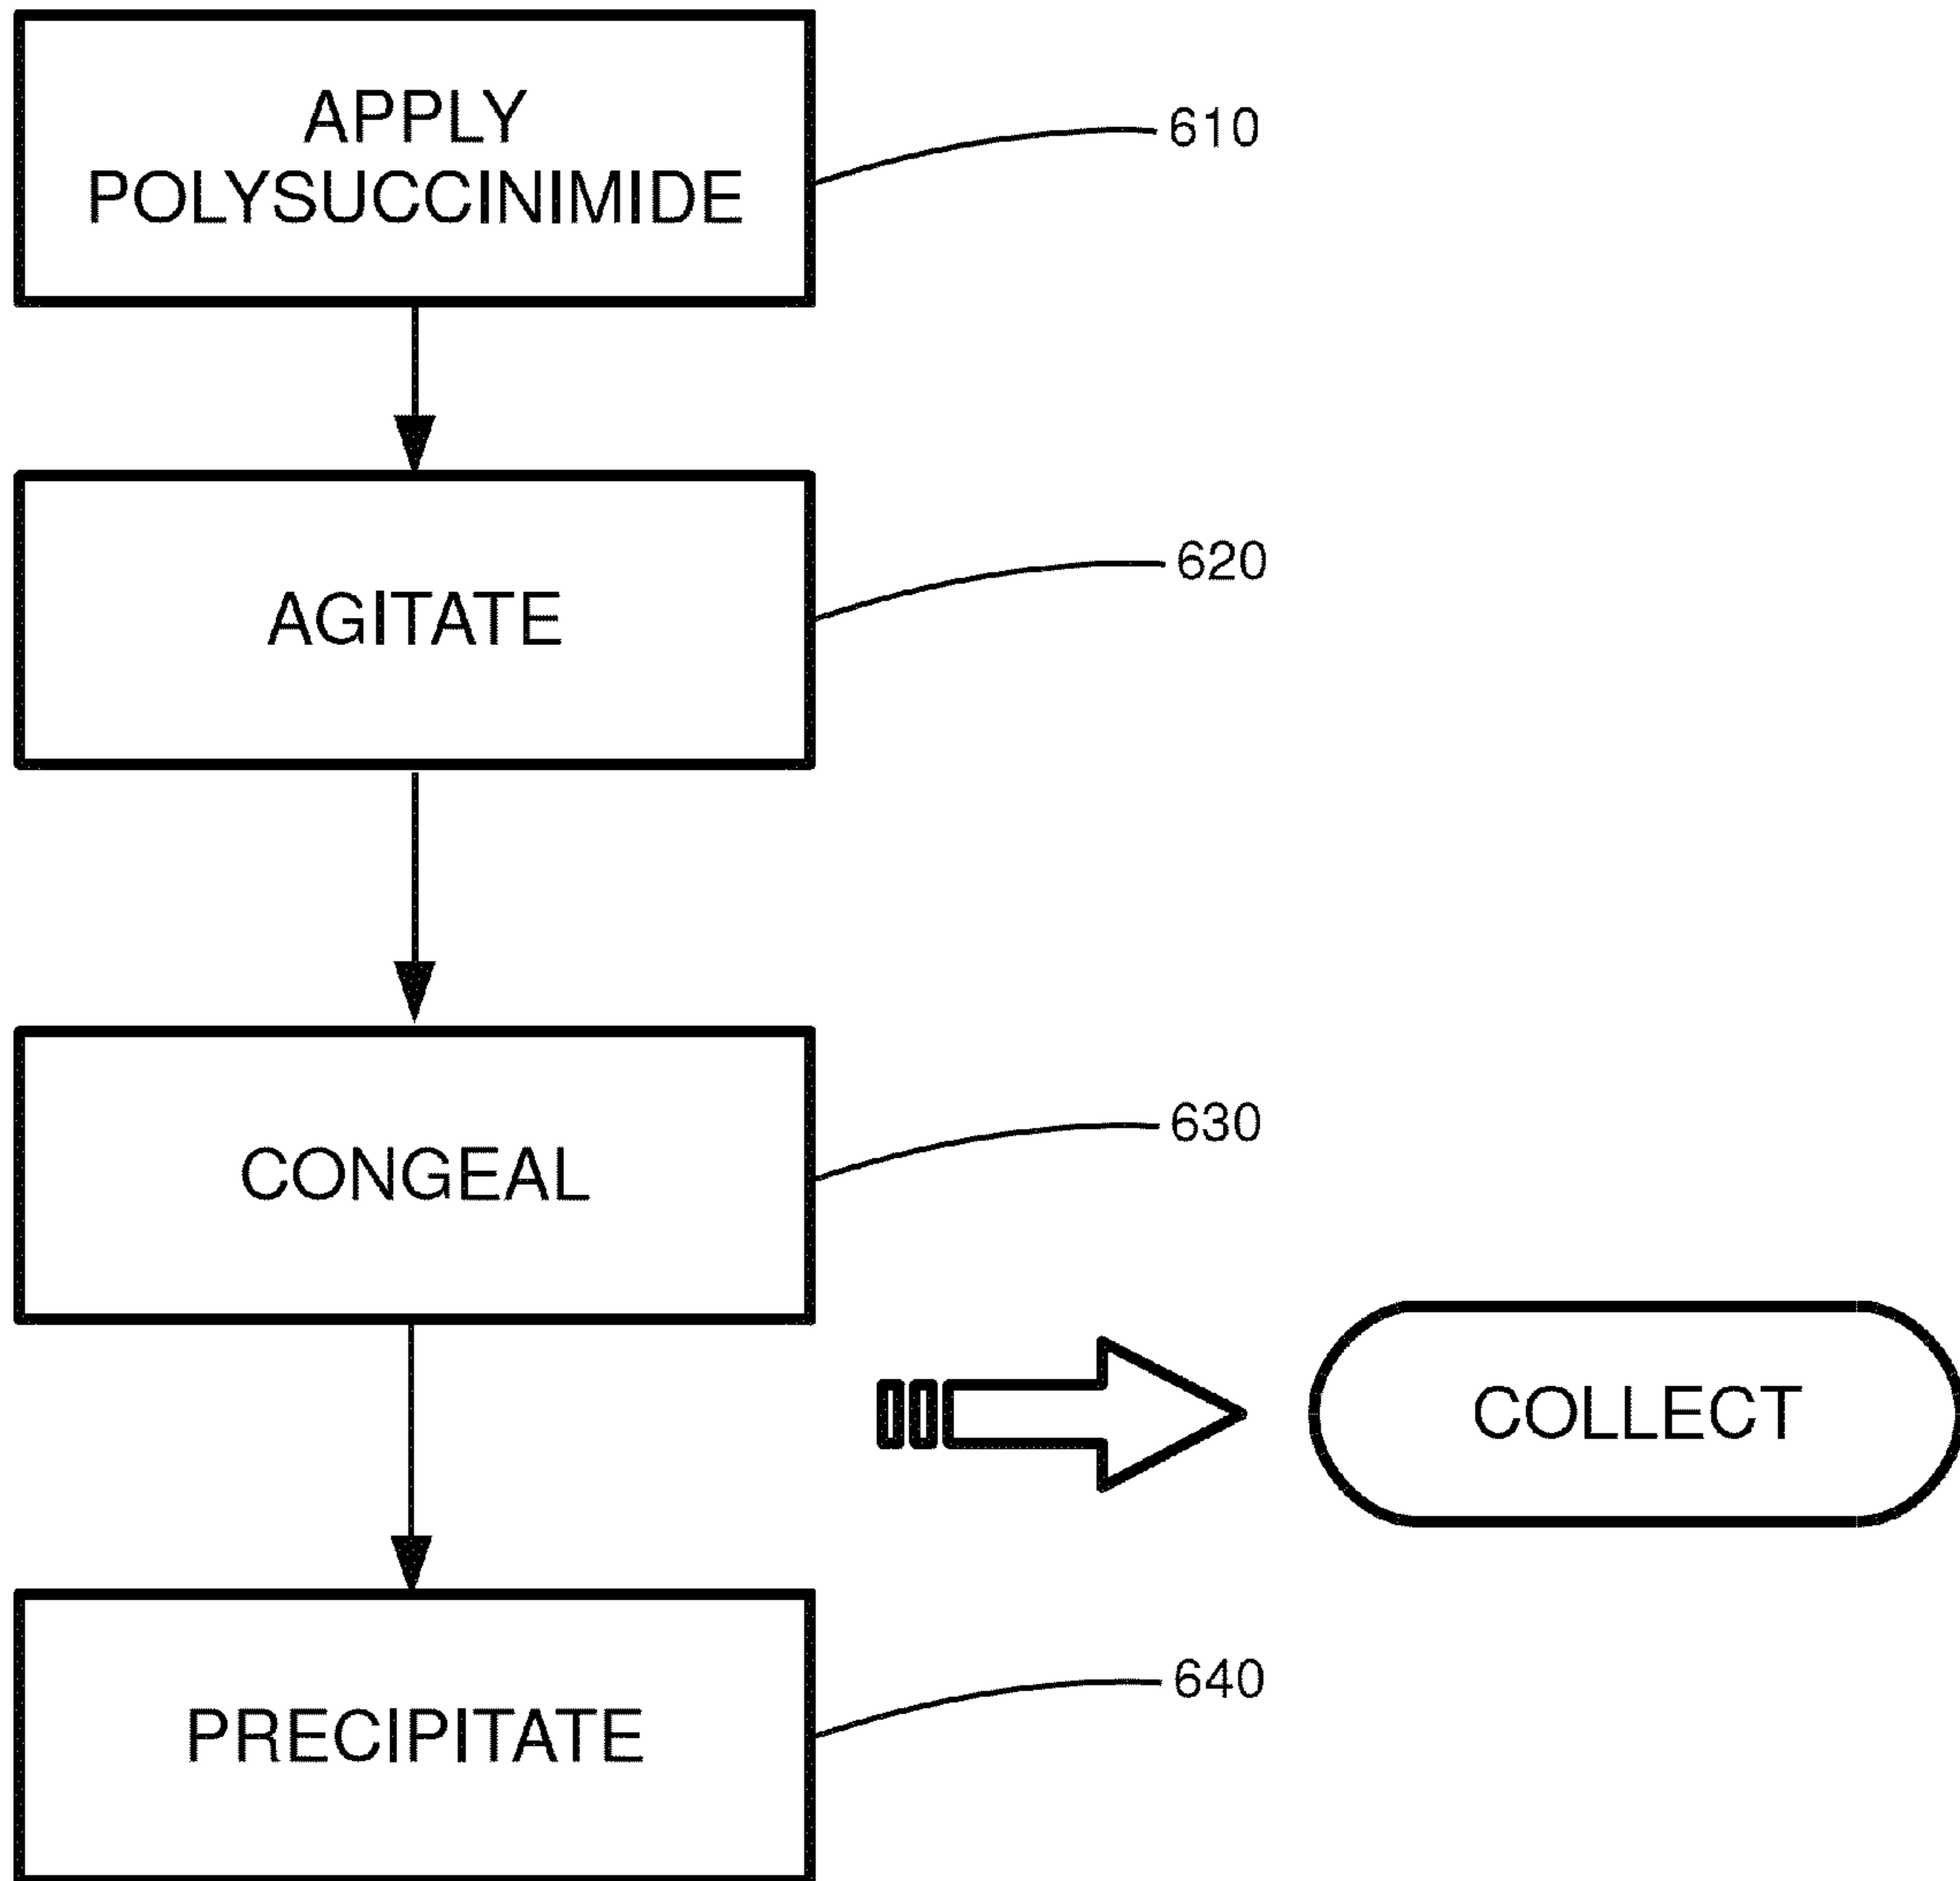 APPLY
POLYSUCCINIMIDE
610
AGITATE
620
CONGEAL
630
COLLECT
PRECIPITATE
640